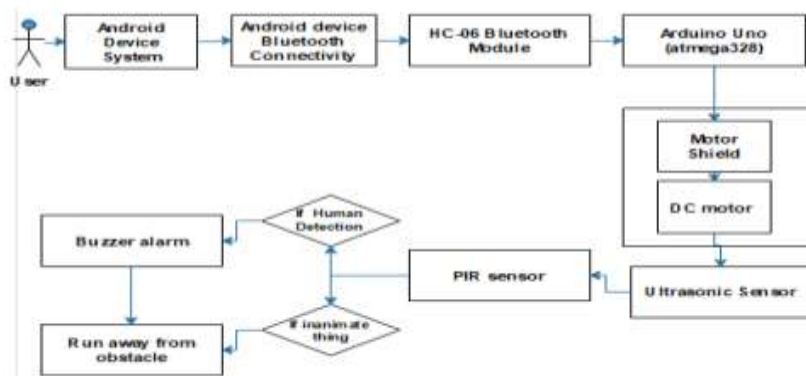 User
Android
Device
System
Android device
Bluetooth
Connectivity
HC-06 Bluetooth
Module
Arduino Uno
(atmega328)
Motor
Shield
DC motor
Ultrasonic Sensor
PIR sensor
If Human
Detection
If inanimate
thing
Buzzer alarm
Run away from
obstacle